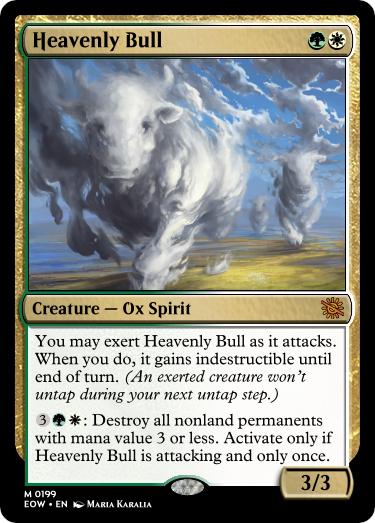 Heavenly Bull
Creature — Ox Spirit
You may exert Heavenly Bull as it attacks.
When you do, it gains indestructible until
end of turn. (An exerted creature won't
untap during your next untap step.)
3: Destroy all nonland permanents
with mana value 3 or less. Activate only if
Heavenly Bull is attacking and only once.
3/3
M 0199
EOW • EN Maria Karalia